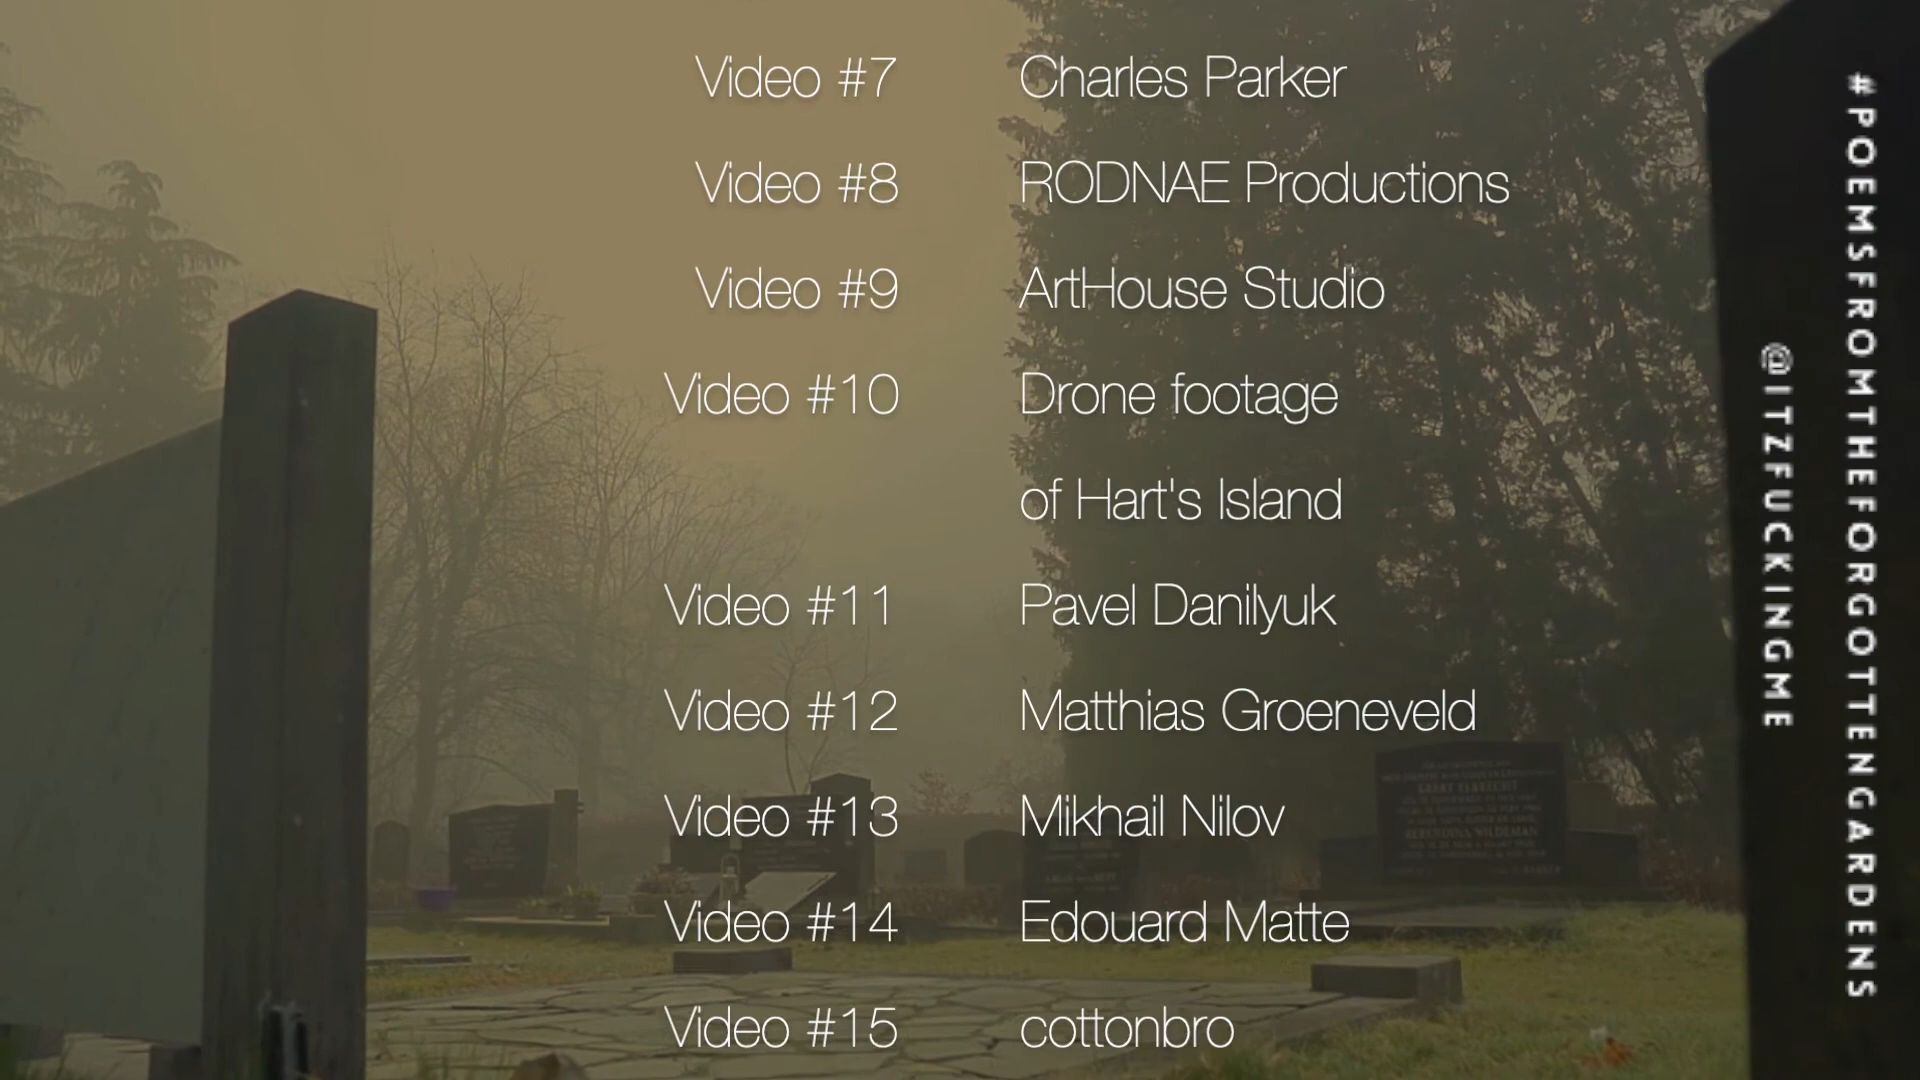 Video #7 Charles Parker
Video #8 RODNAE Productions
Video #9 ArtHouse Studio
Video #10 Drone footage
of Hart's Island
Video #11 Pavel Danilyuk
Video #12 Matthias Groeneveld
Video #13 Mikhail Nilov
Video #14 Edouard Matte
Video #15 cottonbro
#POEMSFROMTHEFORGOTTENGARDENS
@ITZFUCKINGME